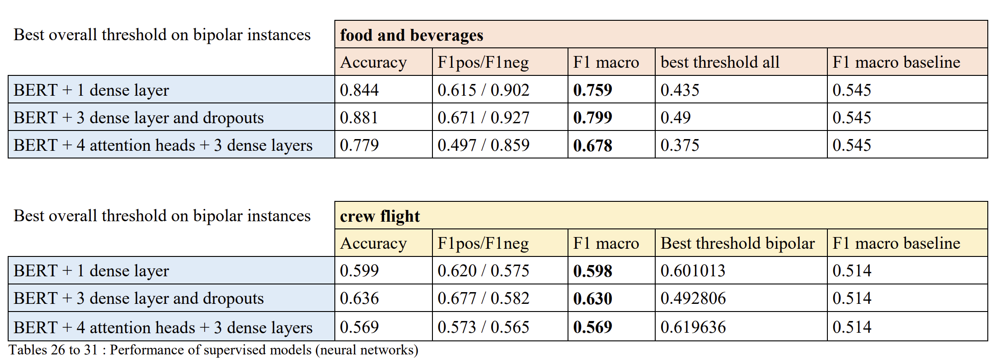 Best overall threshold on bipolar instances food and beverages
Accuracy F1pos/F1neg F1 macro best threshold all F1 macro baseline
BERT + 1 dense layer 0.844 0.615 / 0.902 0.759 0.435 0.545
BERT + 3 dense layer and dropouts 0.881 0.671 / 0.927 0.799 0.49 0.545
BERT + 4 attention heads + 3 dense layers 0.779 0.497 / 0.859 0.678 0.375 0.545
Best overall threshold on bipolar instances crew flight
Accuracy F1pos/F1neg F1 macro Best threshold bipolar F1 macro baseline
BERT + 1 dense layer 0.599 0.620 / 0.575 0.598 0.601013 0.514
BERT + 3 dense layer and dropouts 0.636 0.677 / 0.582 0.630 0.492806 0.514
BERT + 4 attention heads + 3 dense layers 0.569 0.573 / 0.565 0.569 0.619636 0.514
Tables 26 to 31 : Performance of supervised models (neural networks)